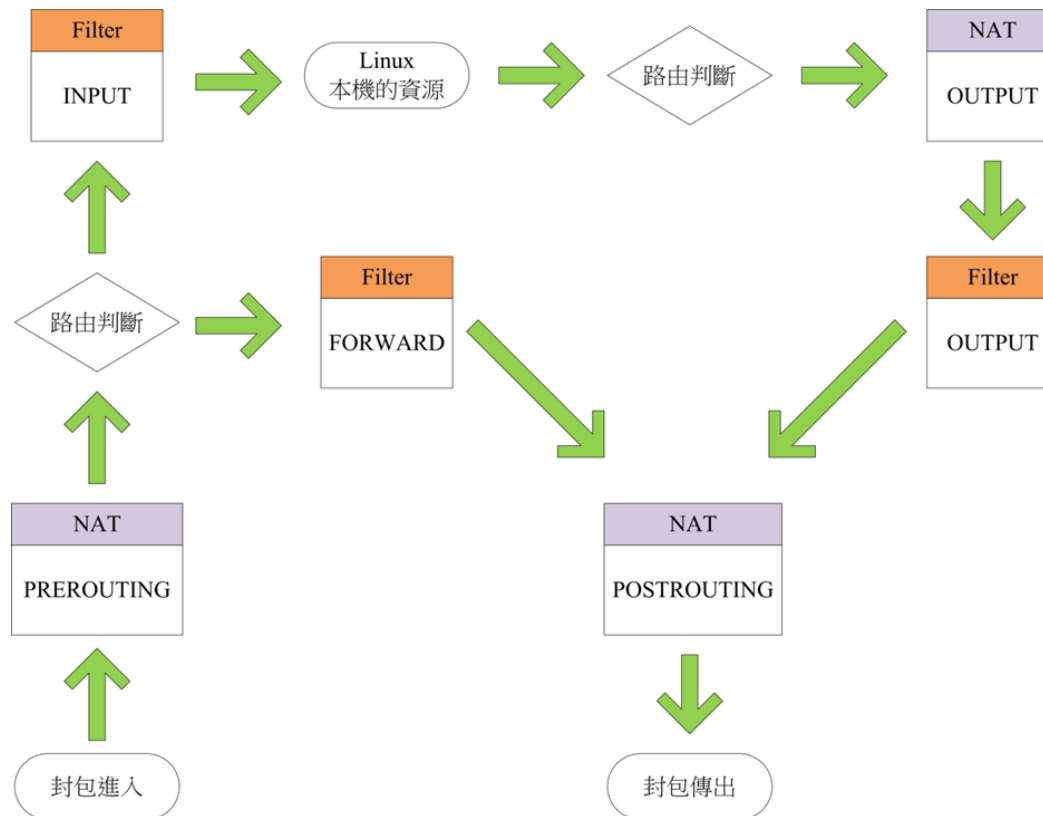 Filter
INPUT
Linux
本機的資源
路由判斷
NAT
OUTPUT
路由判斷
Filter
FORWARD
Filter
OUTPUT
NAT
PREROUTING
NAT
POSTROUTING
封包進入
封包傳出